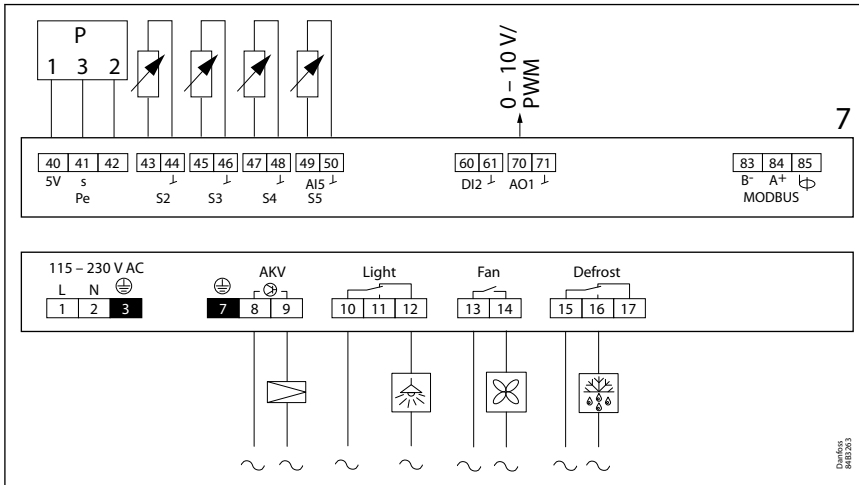 P
1 3 2
0 – 10 V/
PWM
7
40 41 42 43 44 45 46 47 48 49 50 60 61 70 71 83 84 85
5V s AI5 DI2 AO1 B- A+
Pe S2 S3 S4 S5 MODBUS
115 – 230 V AC AKV Light Fan Defrost
L N
1 2 3 7 8 9 10 11 12 13 14 15 16 17
Danfoss
84B3263